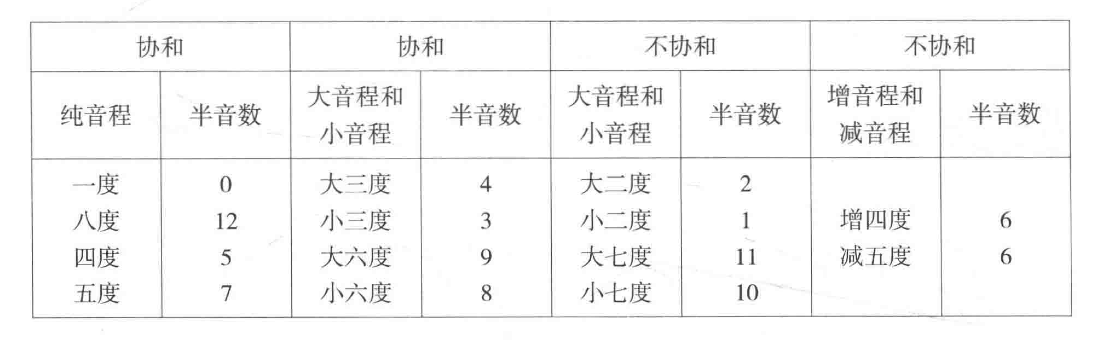 协和 协和 不协和 不协和
纯音程 半音数 大音程和 小音程 半音数 大音程和 小音程 半音数 增音程和 减音程 半音数
一度 0 大三度 4 大二度 2
八度 12 小三度 3 小二度 1 增四度 6
四度 5 大六度 9 大七度 11 减五度 6
五度 7 小六度 8 小七度 10